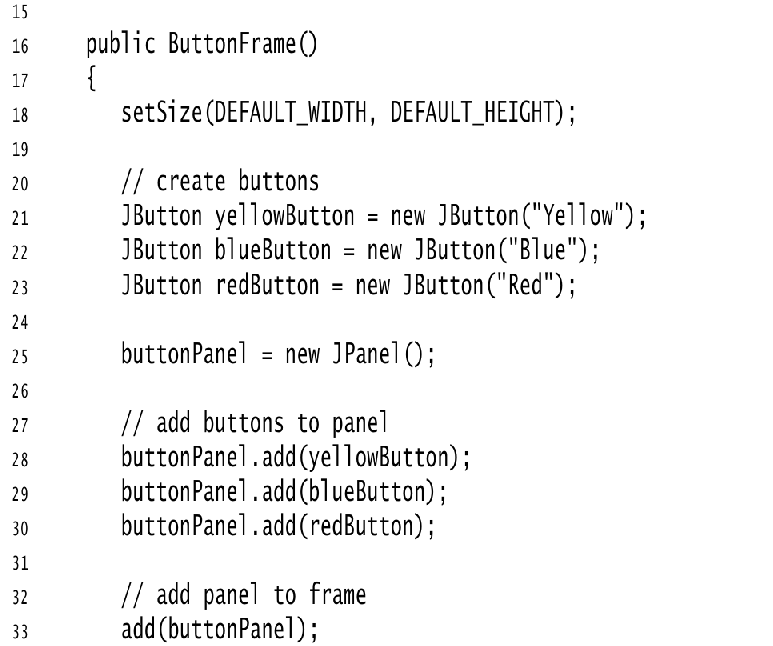 15
16 public ButtonFrame()
17 {
18 setSize(DEFAULT_WIDTH, DEFAULT_HEIGHT);
19
20 // create buttons
21 JButton yellowButton = new JButton("Yellow");
22 JButton blueButton = new JButton("Blue");
23 JButton redButton = new JButton("Red");
24
25 buttonPanel = new JPanel();
26
27 // add buttons to panel
28 buttonPanel.add(yellowButton);
29 buttonPanel.add(blueButton);
30 buttonPanel.add(redButton);
31
32 // add panel to frame
33 add(buttonPanel);